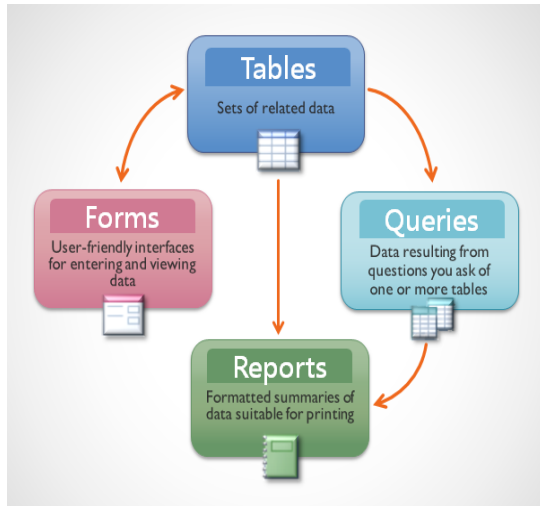 Tables
Sets of related data
Forms
User-friendly interfaces
for entering and viewing
data
Queries
Data resulting from
questions you ask of
one or more tables
Reports
Formatted summaries of
data suitable for printing